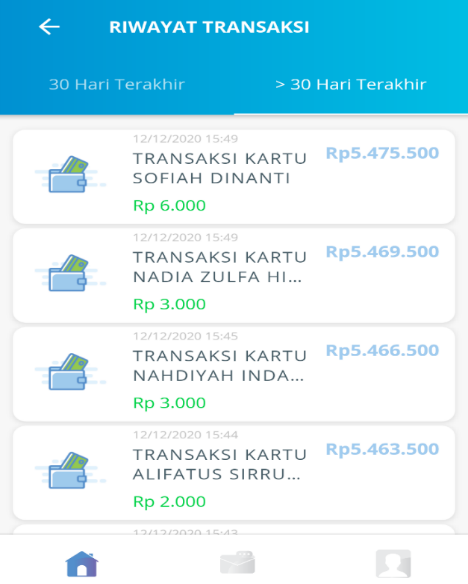 RIWAYAT TRANSAKSI
30 Hari Terakhir
> 30 Hari Terakhir
12/12/2020 15:49
TRANSAKSI KARTU
SOFIAH DINANTI
Rp5.475.500
Rp 6.000
12/12/2020 15:49
TRANSAKSI KARTU
NADIA ZULFA HI...
Rp5.469.500
Rp 3.000
12/12/2020 15:45
TRANSAKSI KARTU
NAHDIYAH INDA...
Rp5.466.500
Rp 3.000
12/12/2020 15:44
TRANSAKSI KARTU
ALIFATUS SIRRU...
Rp5.463.500
Rp 2.000
12/12/2020 15:43